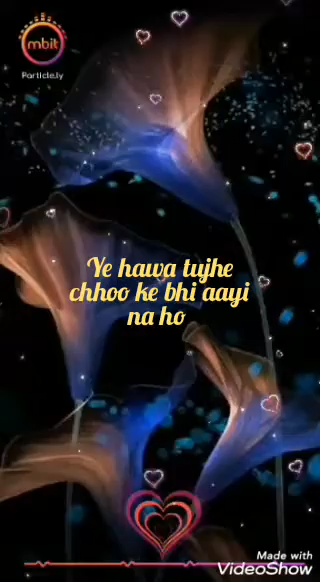 mbit
Particle.ly
Ye hawa tujhe
chhoo ke bhi aayi
na ho
Made with
VideoShow